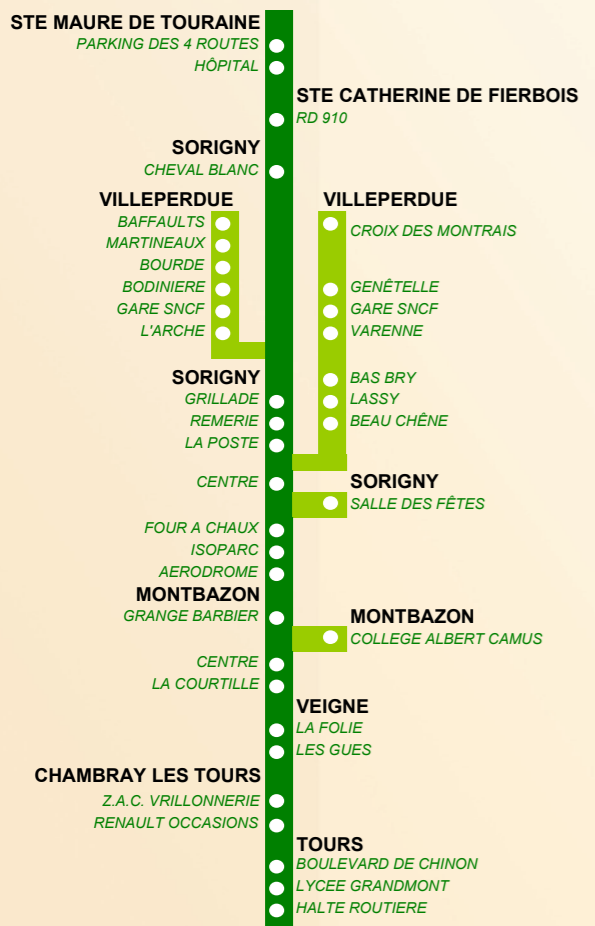 STE MAURE DE TOURAINE
PARKING DES 4 ROUTES
HÔPITAL
STE CATHERINE DE FIERBOIS
RD 910
SORIGNY
CHEVAL BLANC
VILLEPERDUE
BAFFAULTS
MARTINEAUX
BOURDE
BODINIERE
GARE SNCF
L'ARCHE
VILLEPERDUE
CROIX DES MONTRAIS
GENÊTELLE
GARE SNCF
VARENNE
BAS BRY
LASSY
BEAU CHÊNE
SORIGNY
GRILLADE
REMERIE
LA POSTE
CENTRE
SORIGNY
SALLE DES FÊTES
FOUR A CHAUX
ISOPARC
AERODROME
MONTBAZON
GRANGE BARBIER
MONTBAZON
COLLEGE ALBERT CAMUS
CENTRE
LA COURTILLE
VEIGNE
LA FOLIE
LES GUES
CHAMBRAY LES TOURS
Z.A.C. VRILLONNERIE
RENAULT OCCASIONS
TOURS
BOULEVARD DE CHINON
LYCEE GRANDMONT
HALTE ROUTIERE